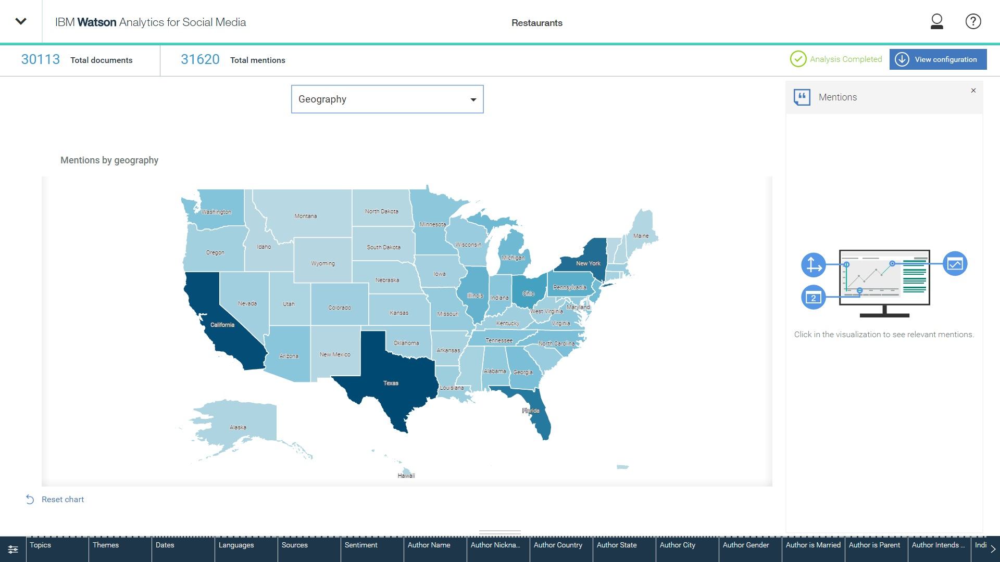 IBM Watson Analytics for Social Media
Restaurants
?
30113 Total documents
31620 Total mentions
Analysis Completed
View configuration
Geography
Mentions
×
Mentions by geography
Washington
Montana
North Dakota
Minnesota
Maine
Oregon
Idaho
South Dakota
Wisconsin
Michigan
Wyoming
New York
Iowa
Nebraska
Pennsylvania
Nevada
Utah
Colorado
Kansas
Missouri
Illinois
Indiana
Ohio
West Virginia
Maryland
California
Kentucky
Virginia
Oklahoma
Tennessee
North Carolina
Arizona
New Mexico
Arkansas
Texas
Alabama
Georgia
Louisiana
Florida
Alaska
Hawaii
2
Click in the visualization to see relevant mentions.
Reset chart
Topics
Themes
Dates
Languages
Sources
Sentiment
Author Name
Author Nickna...
Author Country
Author State
Author City
Author Gender
Author is Married
Author is Parent
Author Intends ...
Indi